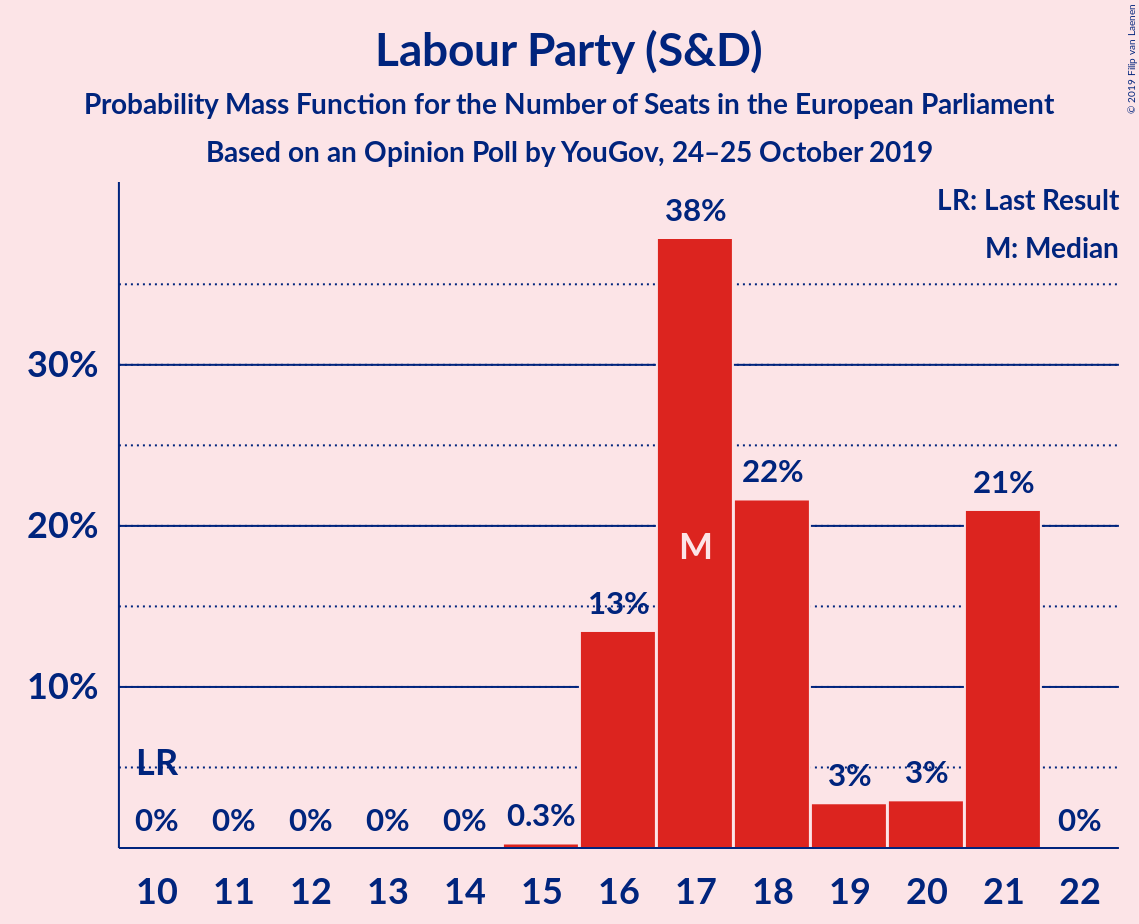 Labour Party (S&D)
Probability Mass Function for the Number of Seats in the European Parliament
Based on an Opinion Poll by YouGov, 24–25 October 2019
© 2019 Filip van Laenen
LR: Last Result
M: Median
38%
30%
22%
21%
20%
M
13%
10%
LR
3%
3%
0%
0%
0%
0%
0%
0.3%
0%
10 11 12 13 14 15 16 17 18 19 20 21 22